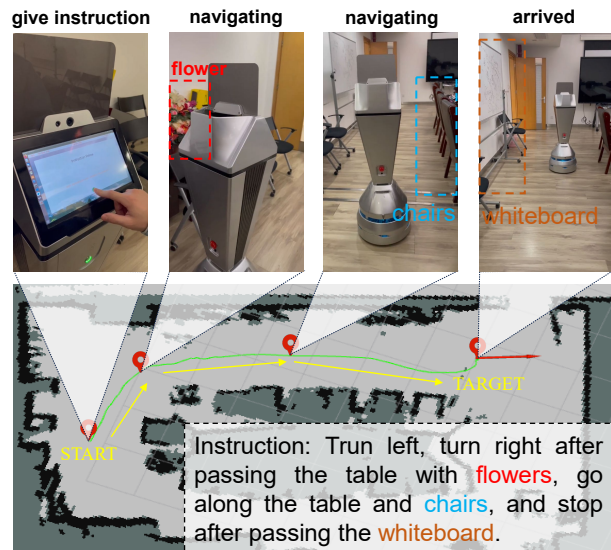 give instruction
navigating
navigating
arrived
flower
chairs
whiteboard
START
TARGET
Instruction: Trun left, turn right after
passing the table with flowers, go
along the table and chairs, and stop
after passing the whiteboard.